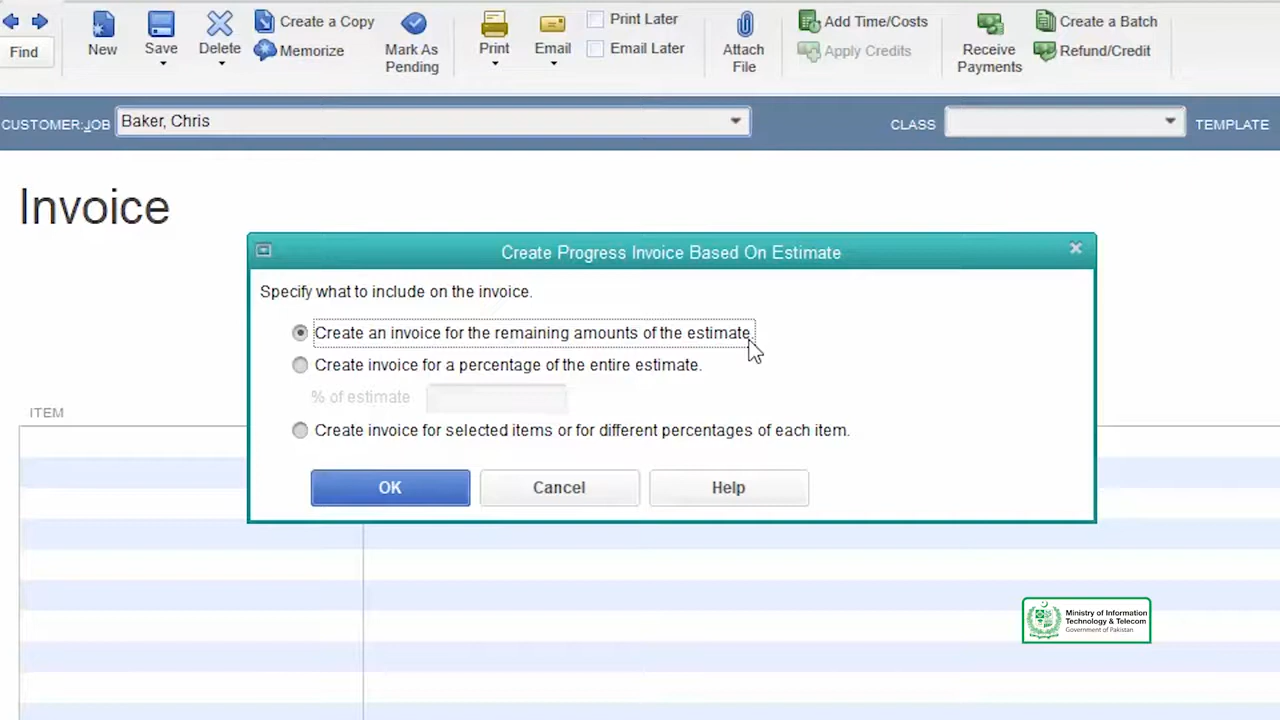 Find
New
Save
Delete
Create a Copy
Memorize
Mark As
Pending
Print
Email
Print Later
Email Later
Attach
File
Add Time/Costs
Apply Credits
Receive
Payments
Create a Batch
Refund/Credit
CUSTOMER:JOB
Baker, Chris
CLASS
TEMPLATE
Invoice
Create Progress Invoice Based On Estimate
Specify what to include on the invoice.
Create an invoice for the remaining amounts of the estimate.
Create invoice for a percentage of the entire estimate.
% of estimate
Create invoice for selected items or for different percentages of each item.
OK
Cancel
Help
ITEM
Ministry of Information
Technology & Telecom
Government of Pakistan